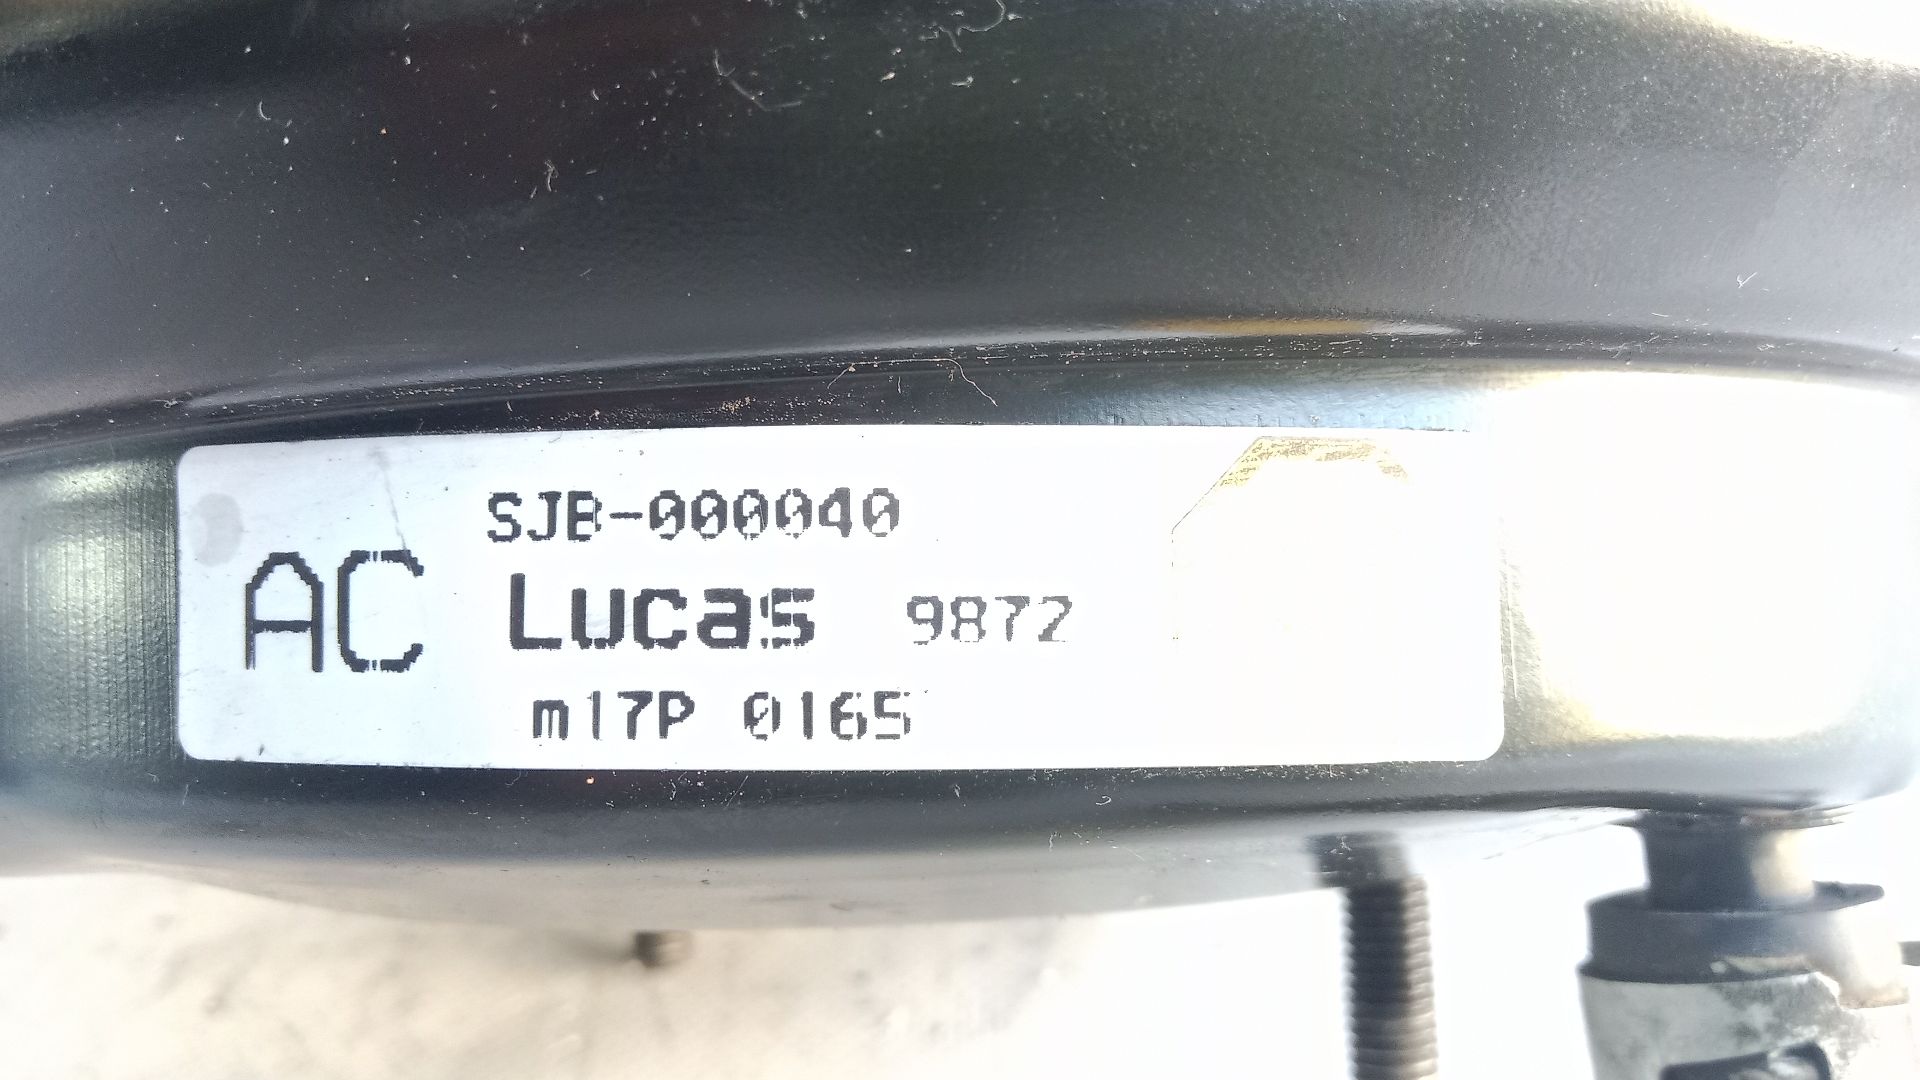 SJB-000040
AC
Lucas 9872
m17P 0165